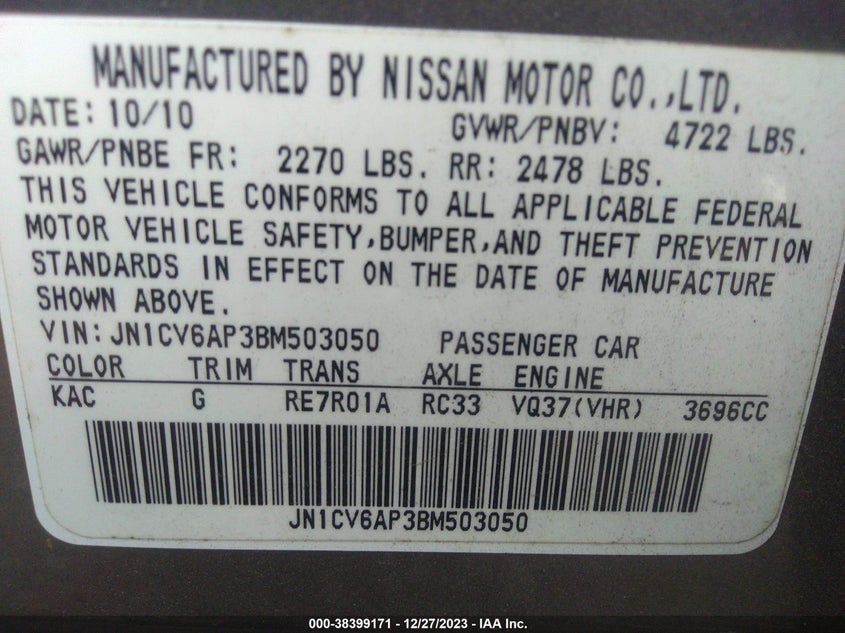 MANUFACTURED BY NISSAN MOTOR CO.,LTD.
DATE: 10/10 GVWR/PNBV: 4722 LBS.
GAWR/PNBE FR: 2270 LBS. RR: 2478 LBS.
THIS VEHICLE CONFORMS TO ALL APPLICABLE FEDERAL
MOTOR VEHICLE SAFETY,BUMPER,AND THEFT PREVENTION
STANDARDS IN EFFECT ON THE DATE OF MANUFACTURE
SHOWN ABOVE.
VIN: JN1CV6AP3BM503050 PASSENGER CAR
COLOR TRIM TRANS AXLE ENGINE
KAC G RE7R01A RC33 VQ37(VHR) 3696CC
JN1CV6AP3BM503050
000-38399171 - 12/27/2023 - IAA Inc.